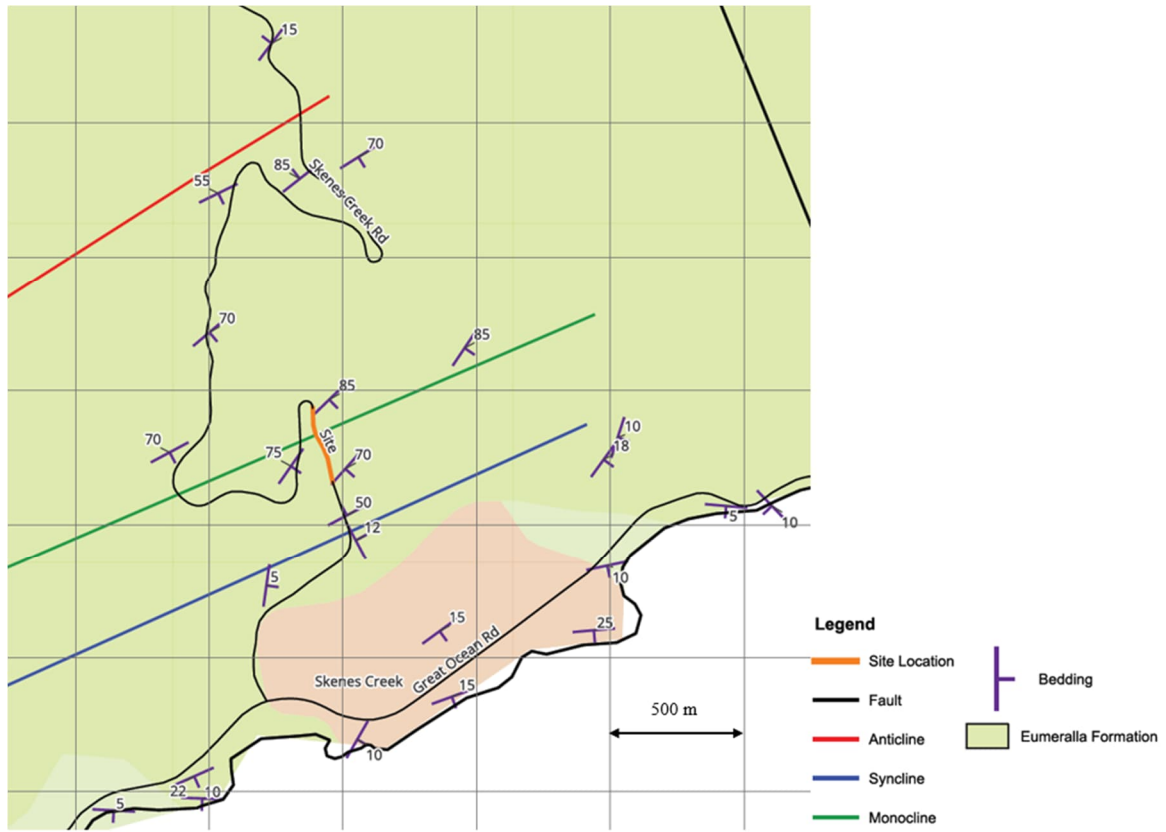 15
70
85
Skenes Creek Rd
55
70
85
85
Site
10
18
70
75
70
50
12
5
10
5
10
15
25
Great Ocean Rd
Skenes Creek
15
10
22
10
5
Legend
Site Location
Fault
Anticline
Syncline
Monocline
Bedding
Eumeralla Formation
500 m